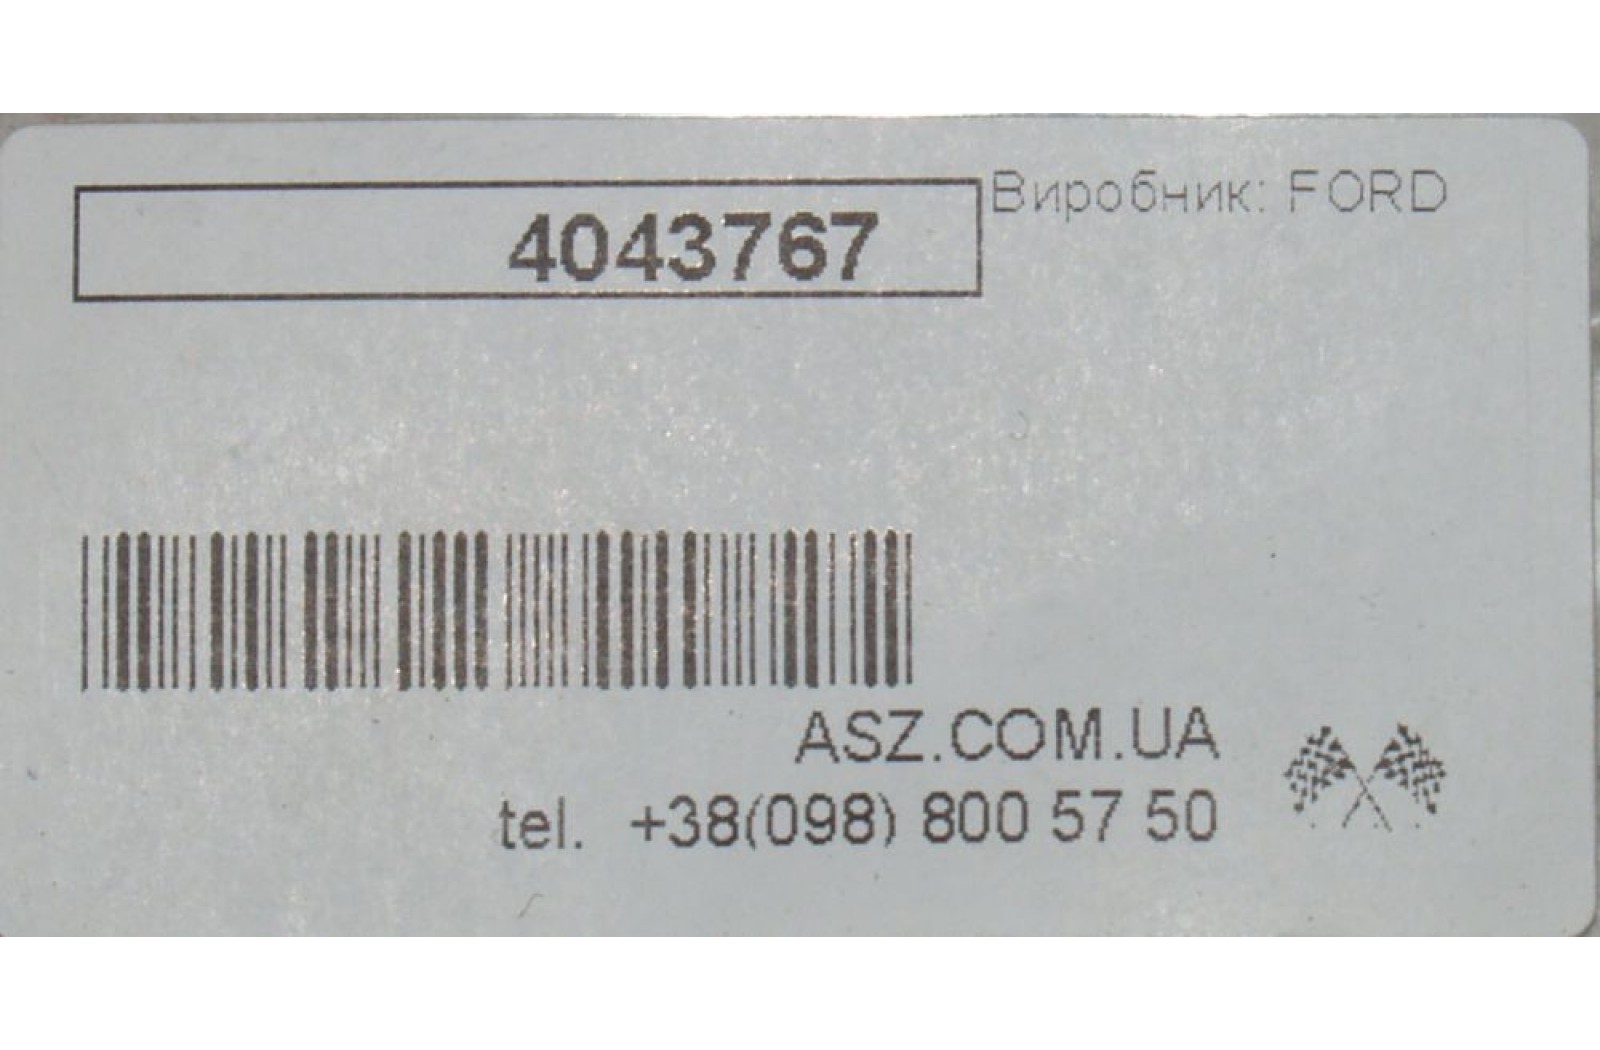 4043767
Виробник: FORD
ASZ.COM.UA
tel. +38(098) 800 57 50